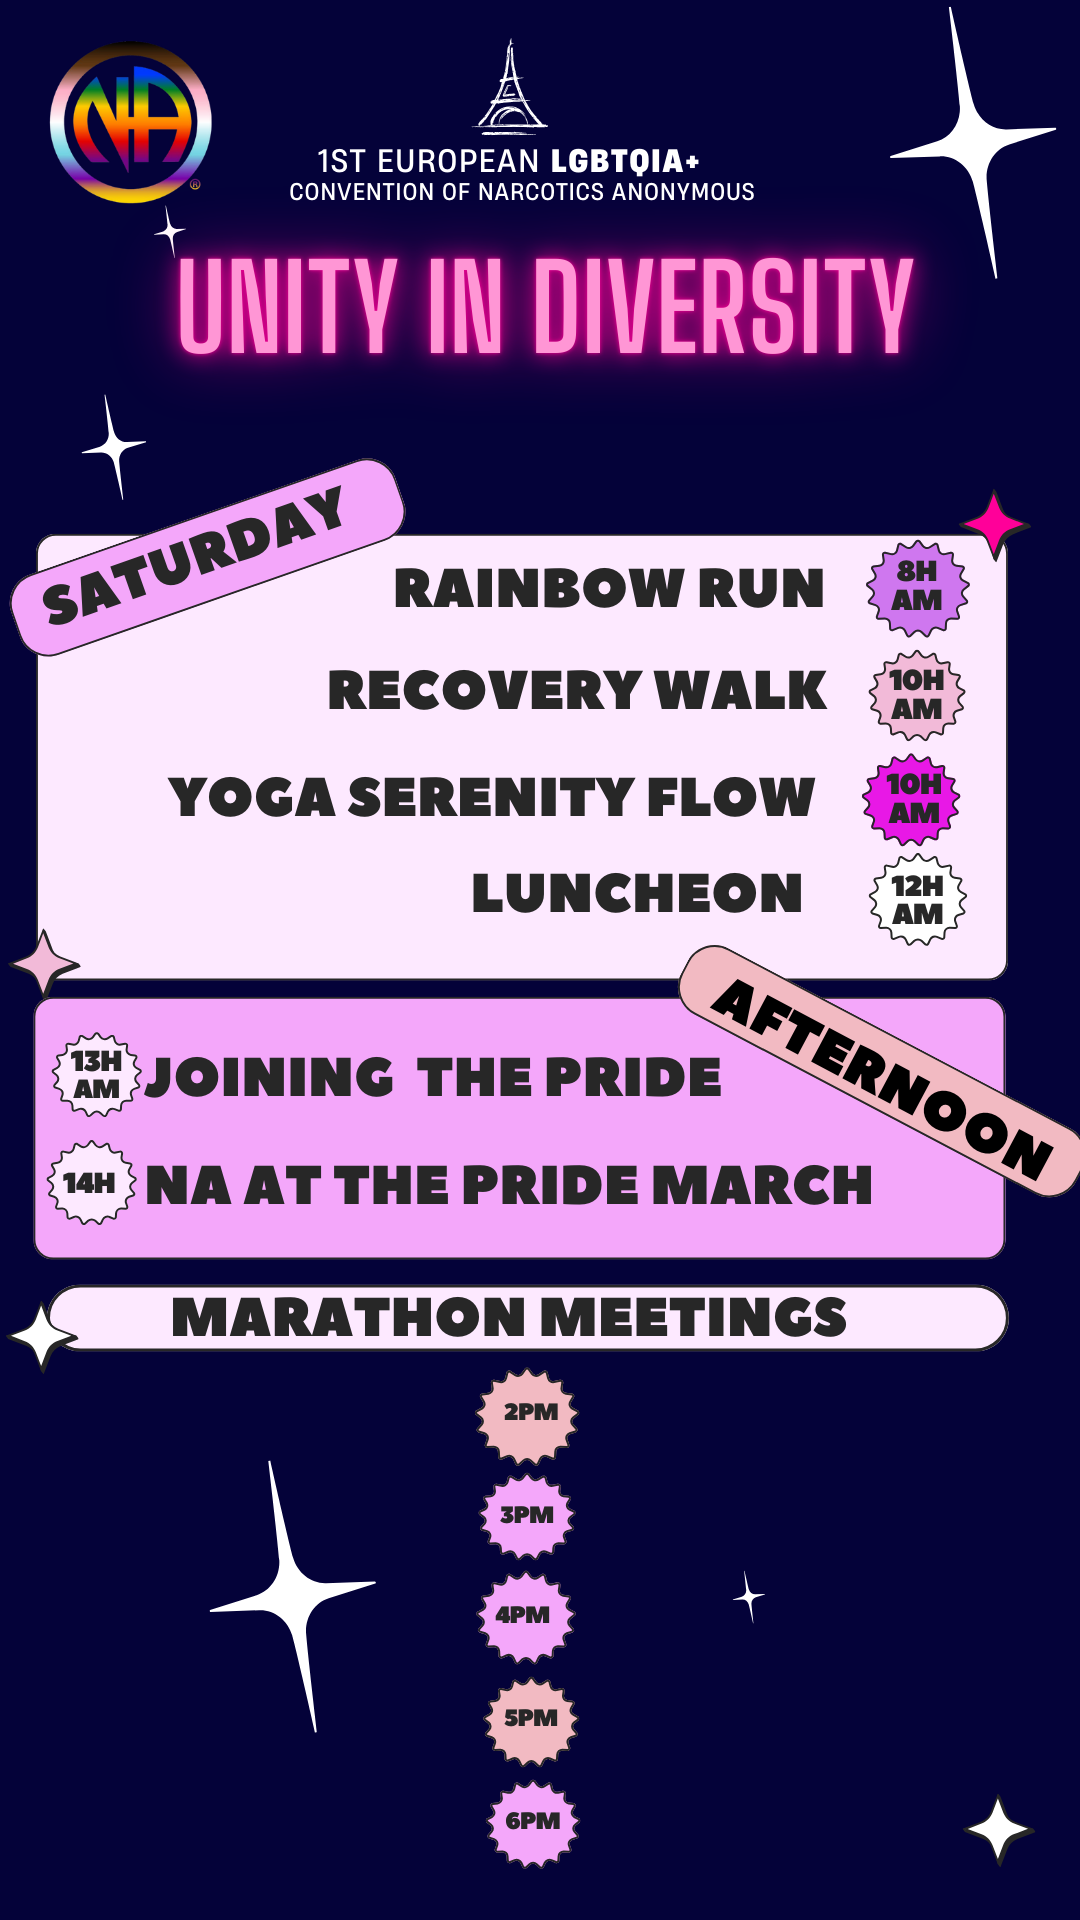 NA
®
1ST EUROPEAN LGBTQIA+
CONVENTION OF NARCOTICS ANONYMOUS
UNITY IN DIVERSITY
SATURDAY
RAINBOW RUN
8H
AM
RECOVERY WALK
10H
AM
YOGA SERENITY FLOW
10H
AM
LUNCHEON
12H
AM
AFTERNOON
13H
AM
JOINING THE PRIDE
14H
NA AT THE PRIDE MARCH
MARATHON MEETINGS
2PM
3PM
4PM
5PM
6PM